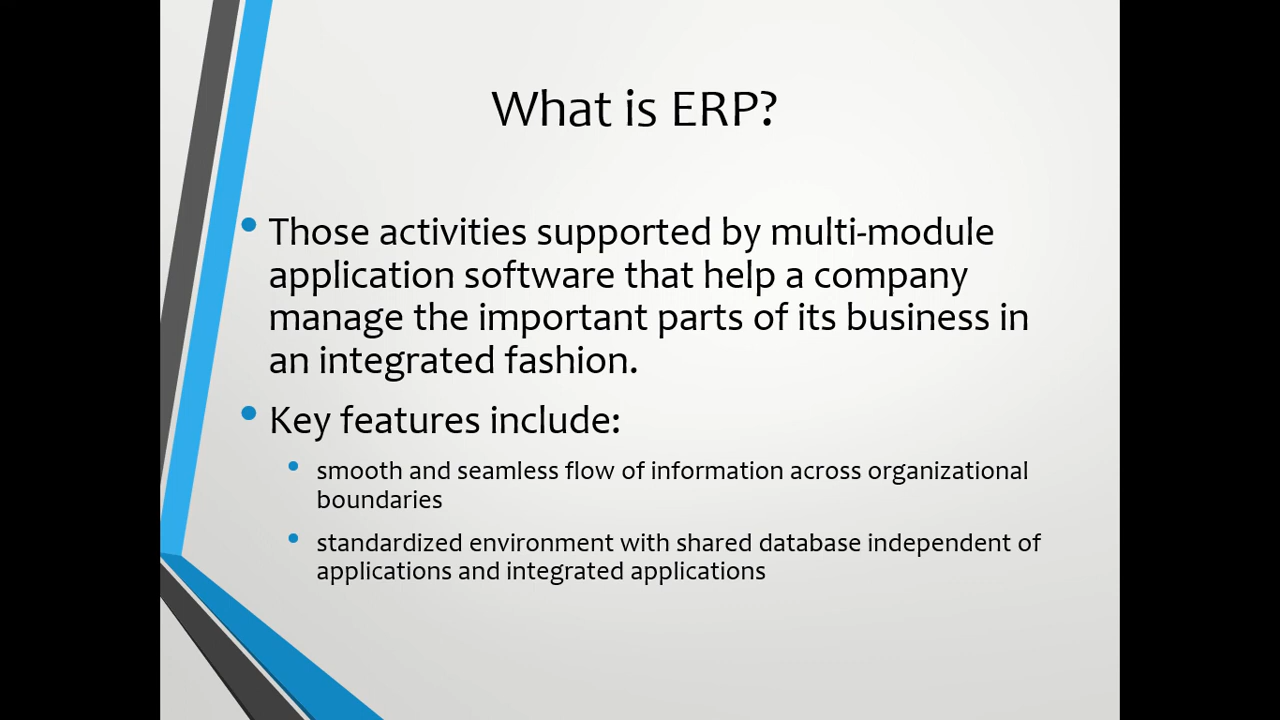 What is ERP?
• Those activities supported by multi-module
application software that help a company
manage the important parts of its business in
an integrated fashion.
• Key features include:
• smooth and seamless flow of information across organizational
boundaries
• standardized environment with shared database independent of
applications and integrated applications